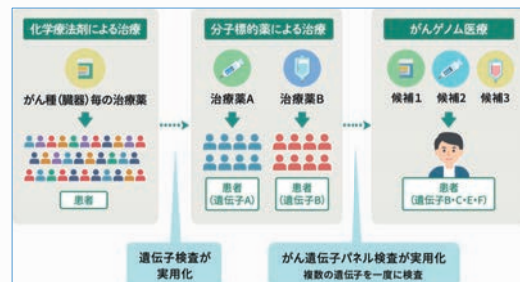 化学療法剤による治療
がん種(臓器)毎の治療薬
患者
分子標的薬による治療
治療薬A
治療薬B
患者
(遺伝子A)
患者
(遺伝子B)
がんゲノム医療
候補1
候補2
候補3
患者
(遺伝子B・C・E・F)
遺伝子検査が
実用化
がん遺伝子パネル検査が実用化
複数の遺伝子を一度に検査